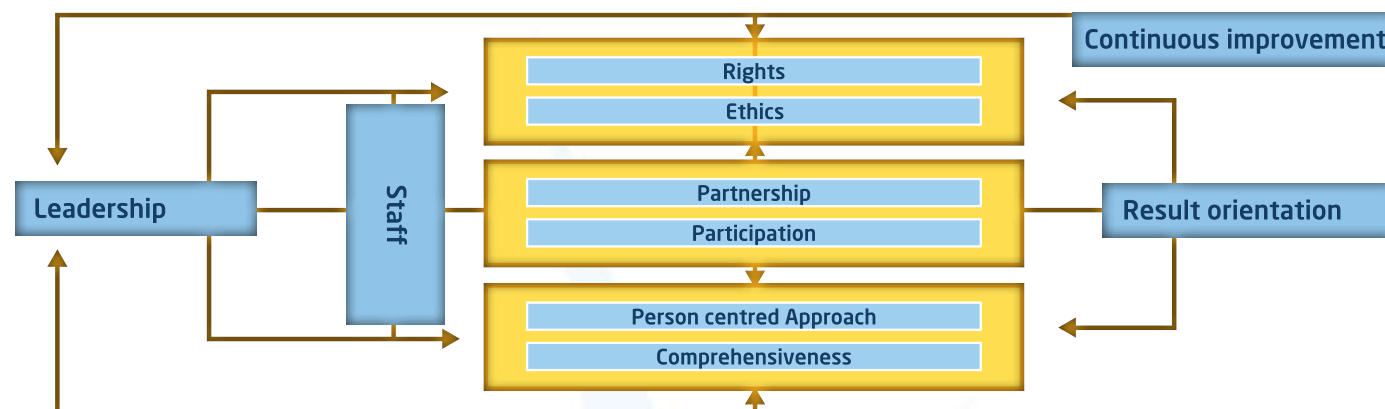 Continuous improvement
Rights
Ethics
Leadership
Staff
Partnership
Participation
Result orientation
Person centred Approach
Comprehensiveness